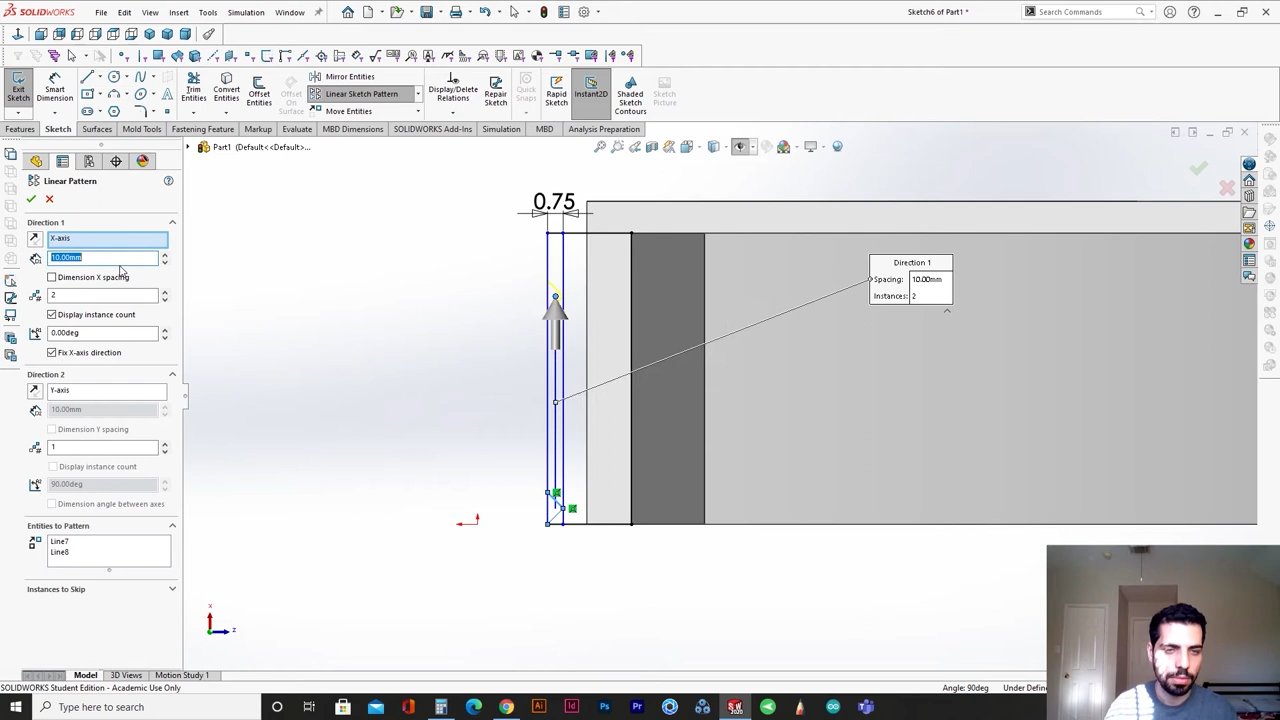 SOLIDWORKS
File Edit View Insert Tools Simulation Window
Sketch6 of Part1 *
Search Commands
Exit Sketch
Smart Dimension
Trim Entities
Convert Entities
Offset Entities
Offset On Surface
Mirror Entities
Linear Sketch Pattern
Move Entities
Display/Delete Relations
Repair Sketch
Quick Snaps
Rapid Sketch
Instant2D
Shaded Sketch Contours
Sketch Picture
Features Sketch Surfaces Mold Tools Fastening Feature Markup Evaluate MBD Dimensions SOLIDWORKS Add-Ins Simulation MBD Analysis Preparation
Part1 (Default<<Default>...
Linear Pattern
Direction 1
X-axis
10.00mm
Dimension X spacing
2
Display instance count
0.00deg
Fix X-axis direction
Direction 2
Y-axis
10.00mm
Dimension Y spacing
1
Display instance count
90.00deg
Dimension angle between axes
Entities to Pattern
Line7
Line8
Instances to Skip
0.75
Direction 1
Spacing: 10.00mm
Instances: 2
x
z
Model 3D Views Motion Study 1
SOLIDWORKS Student Edition - Academic Use Only
Angle: 90deg
Under Defined
Type here to search